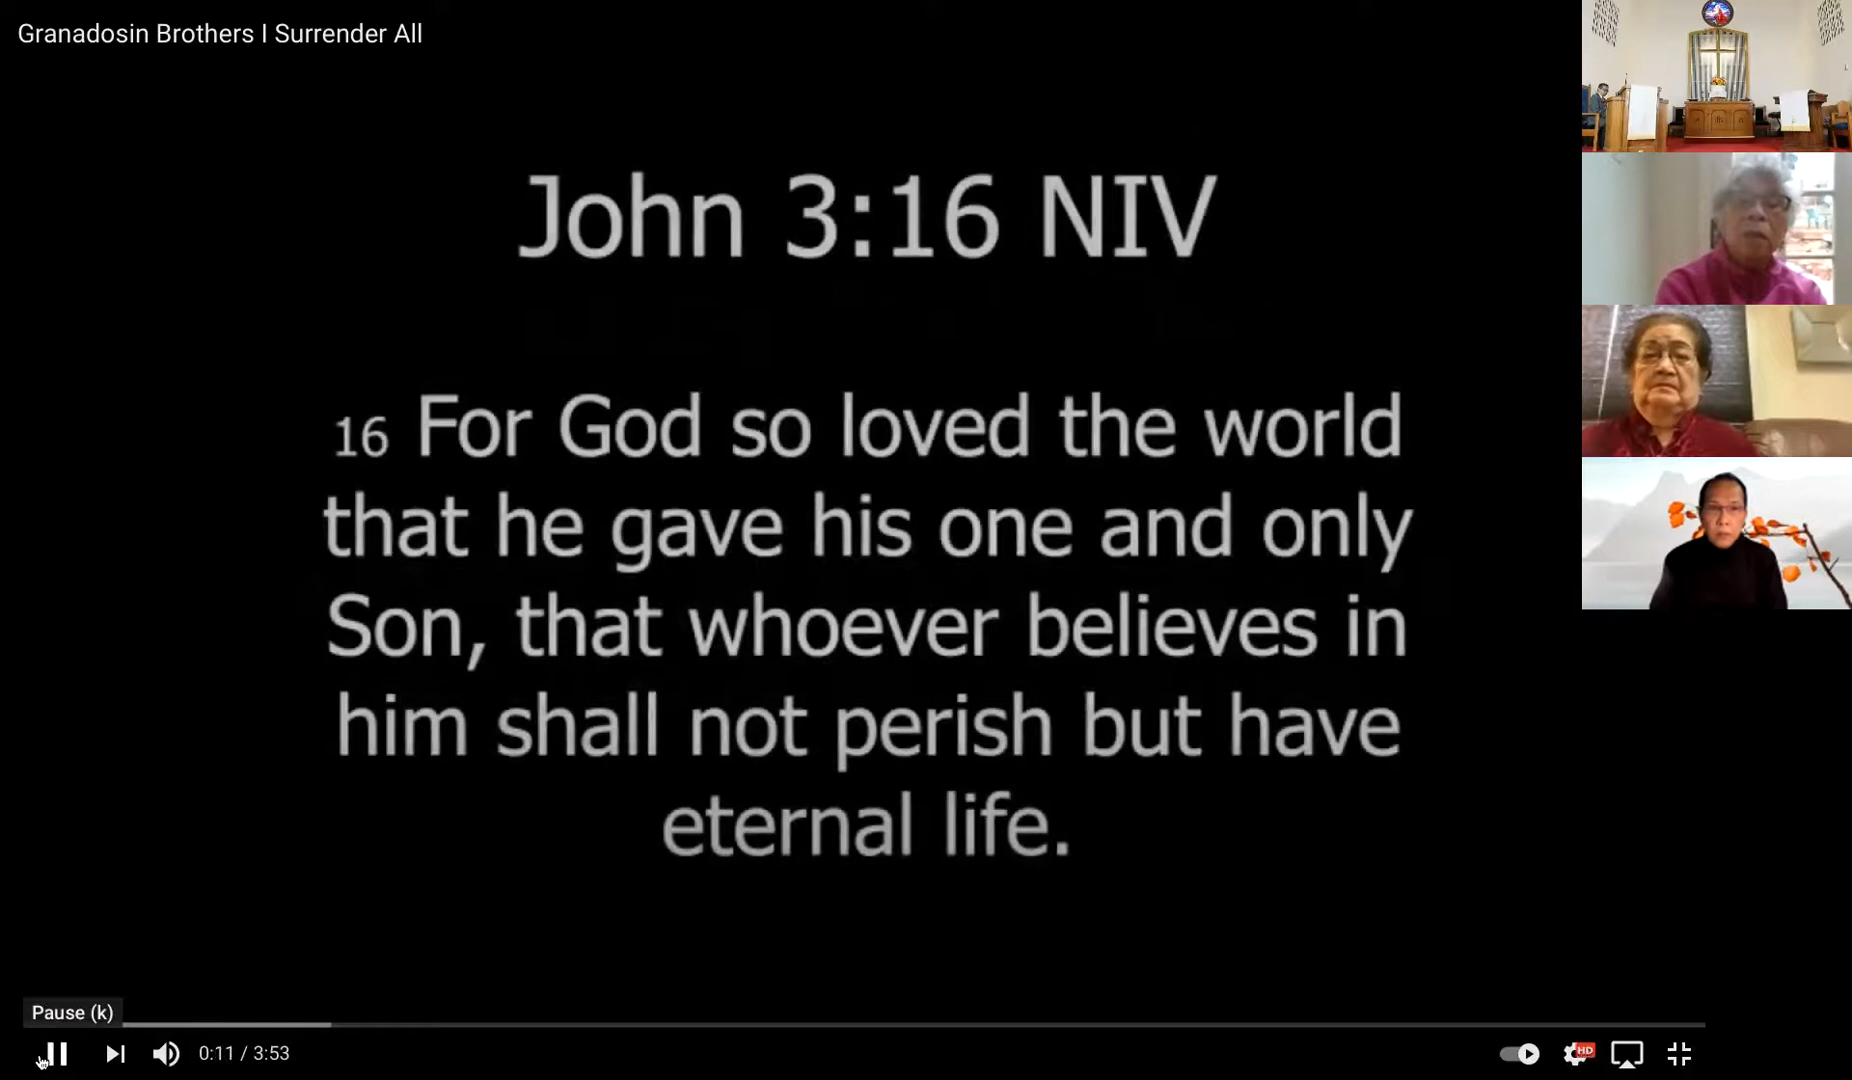 Granadosin Brothers I Surrender All
John 3:16 NIV
16 For God so loved the world
that he gave his one and only
Son, that whoever believes in
him shall not perish but have
eternal life.
Pause (k)
0:11 / 3:53
HD